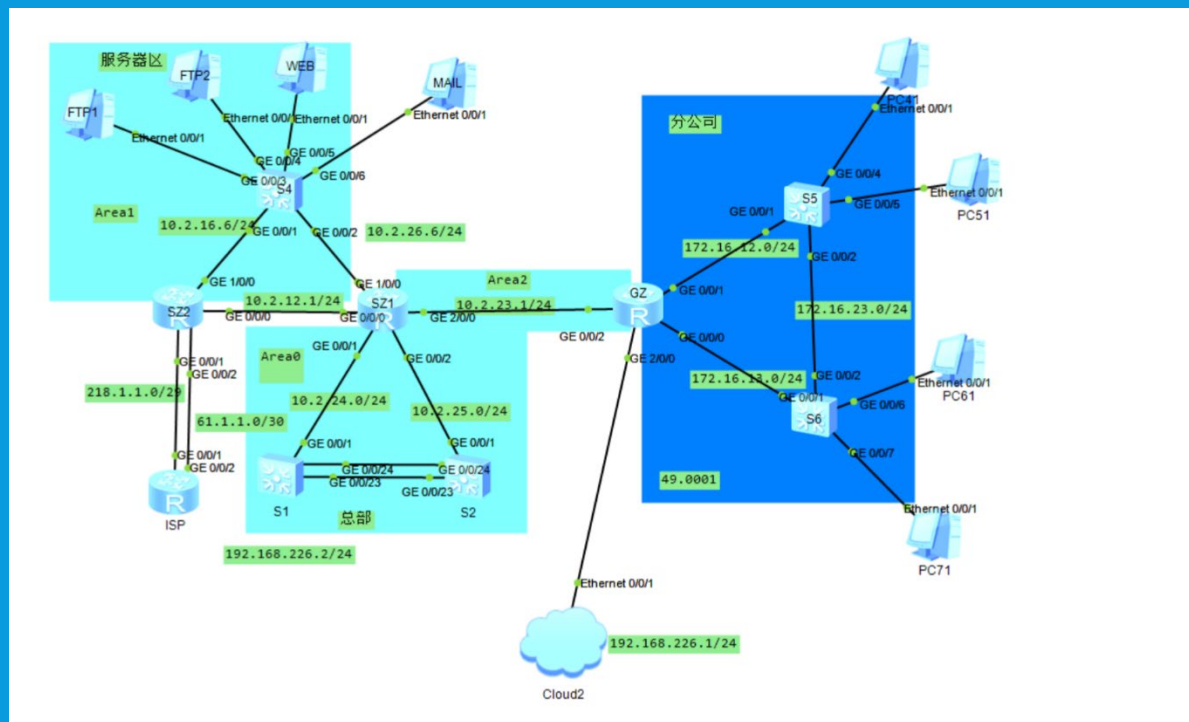 服务器区
FTP2
WEB
MAIL
FTP1
Ethernet 0/0/1
Ethernet 0/0/1
Ethernet 0/0/1
GE 0/0/5
GE 0/0/4
GE 0/0/6
GE 0/0/3
S4
Area1
10.2.16.6/24
GE 0/0/1
GE 0/0/2
10.2.26.6/24
GE 1/0/0
GE 1/0/0
SZ2
R
GE 0/0/0
10.2.12.1/24
GE 0/0/0
SZ1
R
GE 2/0/0
Area2
10.2.23.1/24
GE 0/0/2
GZ
R
GE 0/0/1
GE 0/0/0
GE 2/0/0
GE 0/0/1
GE 0/0/2
218.1.1.0/29
61.1.1.0/30
GE 0/0/1
GE 0/0/2
R
ISP
Area0
GE 0/0/1
GE 0/0/2
10.2.24.0/24
10.2.25.0/24
GE 0/0/1
GE 0/0/1
GE 0/0/24
GE 0/0/24
GE 0/0/23
GE 0/0/23
S1
S2
总部
192.168.226.2/24
分公司
PC41
Ethernet 0/0/1
GE 0/0/4
S5
GE 0/0/5
Ethernet 0/0/1
PC51
GE 0/0/1
172.16.12.0/24
GE 0/0/2
172.16.23.0/24
172.16.13.0/24
GE 0/0/2
GE 0/0/1
S6
GE 0/0/6
Ethernet 0/0/1
PC61
GE 0/0/7
49.0001
Ethernet 0/0/1
PC71
Ethernet 0/0/1
192.168.226.1/24
Cloud2